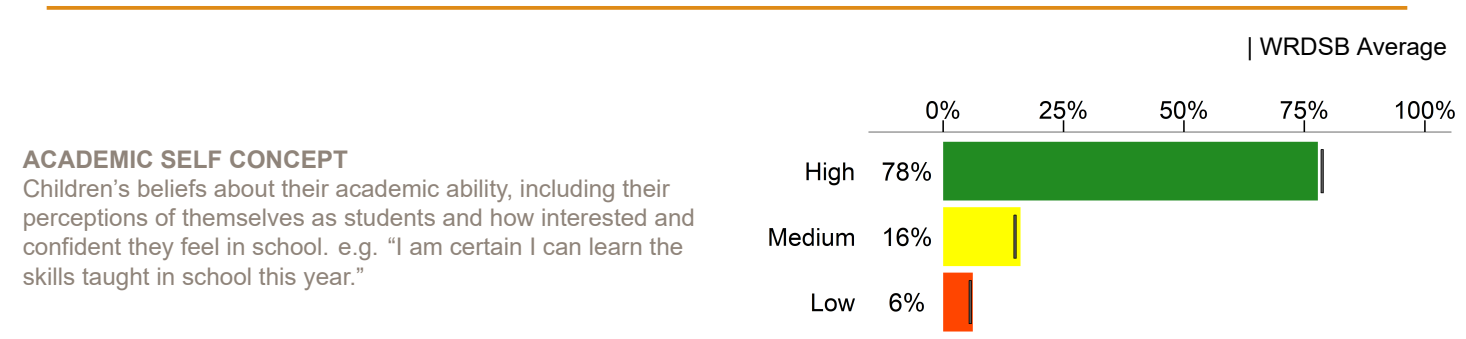 | WRDSB Average
0% 25% 50% 75% 100%
ACADEMIC SELF CONCEPT
Children’s beliefs about their academic ability, including their
perceptions of themselves as students and how interested and
confident they feel in school. e.g. “I am certain I can learn the
skills taught in school this year.”
High 78%
Medium 16%
Low 6%